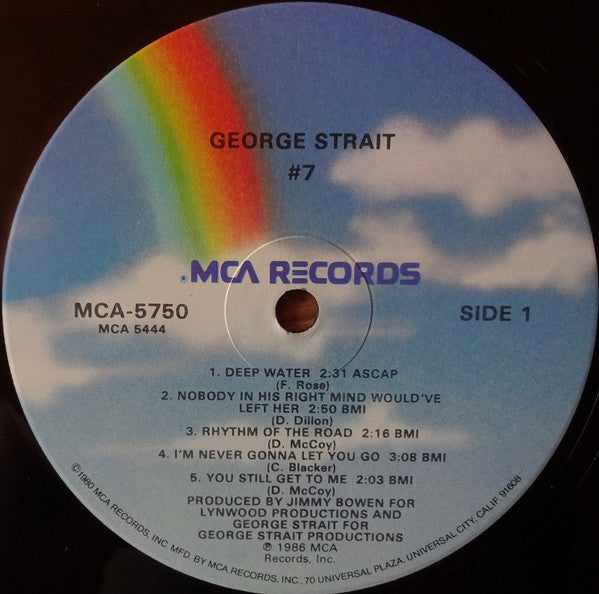 GEORGE STRAIT
#7
®MCA RECORDS
MCA-5750
MCA 5444
SIDE 1
1. DEEP WATER 2:31 ASCAP
(F. Rose)
2. NOBODY IN HIS RIGHT MIND WOULD'VE
LEFT HER 2:50 BMI
(D. Dillon)
3. RHYTHM OF THE ROAD 2:16 BMI
(D. McCoy)
4. I'M NEVER GONNA LET YOU GO 3:08 BMI
(C. Blacker)
5. YOU STILL GET TO ME 2:03 BMI
(D. McCoy)
PRODUCED BY JIMMY BOWEN FOR
LYNWOOD PRODUCTIONS AND
GEORGE STRAIT FOR
GEORGE STRAIT PRODUCTIONS
℗ 1986 MCA
Records, Inc.
©1980 MCA RECORDS, INC. MFD. BY MCA RECORDS, INC., 70 UNIVERSAL PLAZA, UNIVERSAL CITY, CALIF. 91608